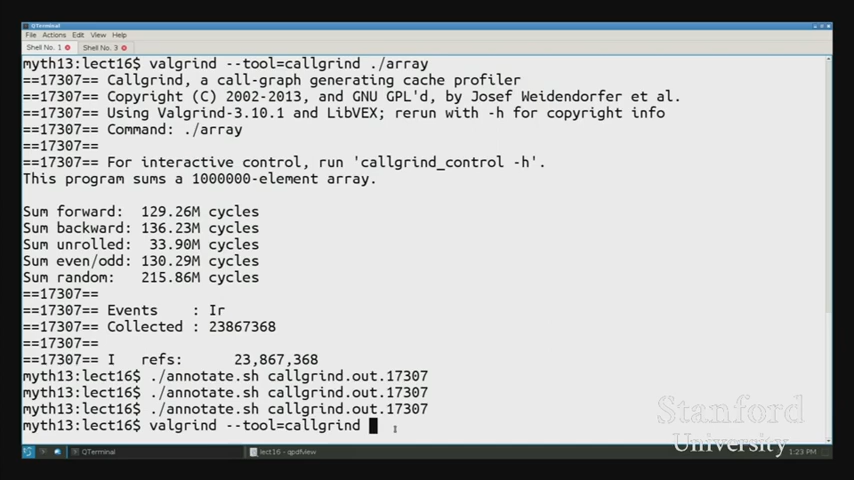 QTerminal
File Actions Edit View Help
Shell No. 1 Shell No. 3
myth13:lect16$ valgrind --tool=callgrind ./array
==17307== Callgrind, a call-graph generating cache profiler
==17307== Copyright (C) 2002-2013, and GNU GPL'd, by Josef Weidendorfer et al.
==17307== Using Valgrind-3.10.1 and LibVEX; rerun with -h for copyright info
==17307== Command: ./array
==17307==
==17307== For interactive control, run 'callgrind_control -h'.
This program sums a 1000000-element array.
Sum forward: 129.26M cycles
Sum backward: 136.23M cycles
Sum unrolled: 33.90M cycles
Sum even/odd: 130.29M cycles
Sum random: 215.86M cycles
==17307==
==17307== Events : Ir
==17307== Collected : 23867368
==17307==
==17307== I refs: 23,867,368
myth13:lect16$ ./annotate.sh callgrind.out.17307
myth13:lect16$ ./annotate.sh callgrind.out.17307
myth13:lect16$ ./annotate.sh callgrind.out.17307
myth13:lect16$ valgrind --tool=callgrind
Stanford
University
QTerminal lect16 - qpdfview 1:23 PM